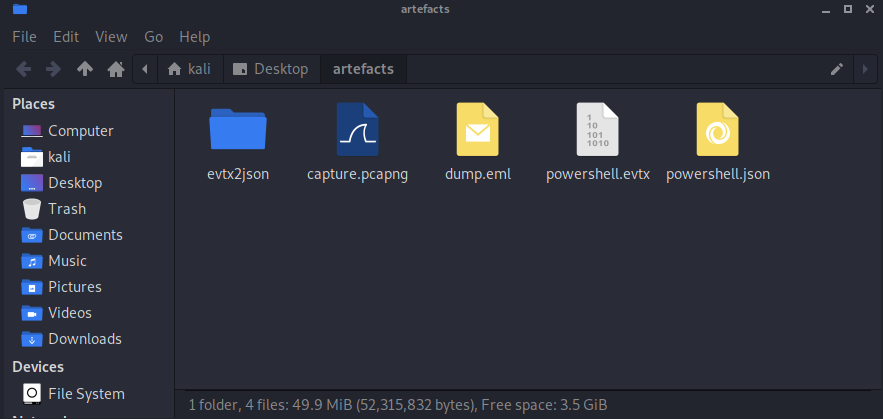 artefacts
File Edit View Go Help
kali Desktop artefacts
Places
Computer
kali
Desktop
Trash
Documents
Music
Pictures
Videos
Downloads
Devices
File System
1
10
101
1010
evtx2json capture.pcapng dump.eml powershell.evtx powershell.json
1 folder, 4 files: 49.9 MiB (52,315,832 bytes), Free space: 3.5 GiB